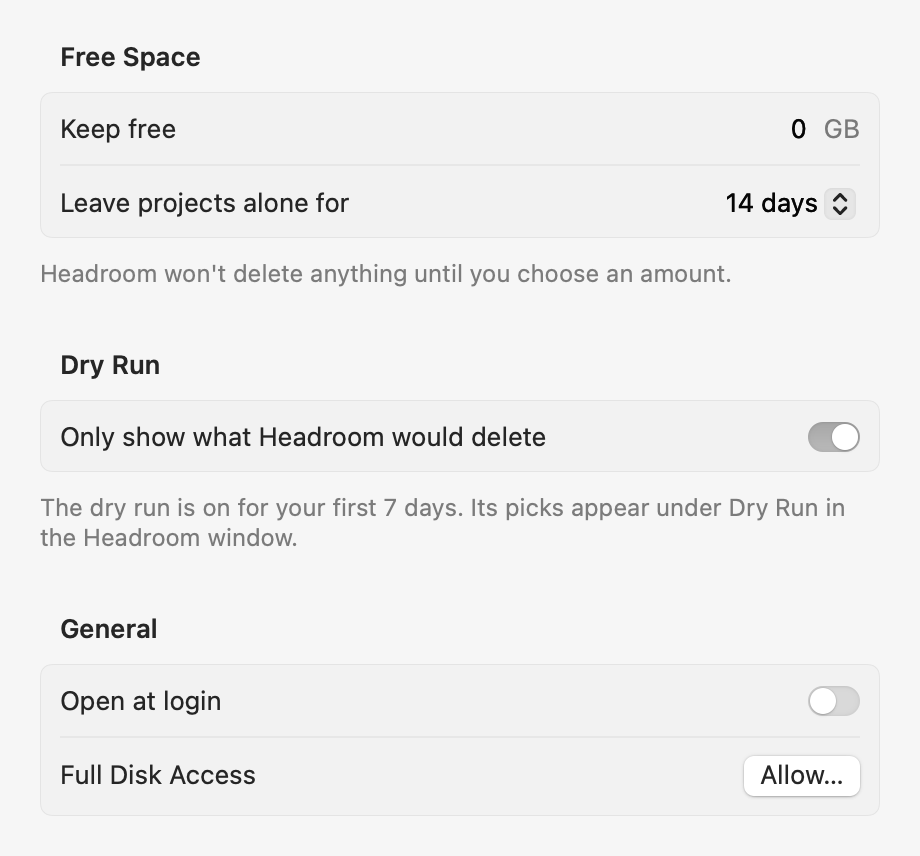 Free Space
Keep free 0 GB
Leave projects alone for 14 days
Headroom won't delete anything until you choose an amount.
Dry Run
Only show what Headroom would delete
The dry run is on for your first 7 days. Its picks appear under Dry Run in
the Headroom window.
General
Open at login
Full Disk Access Allow...